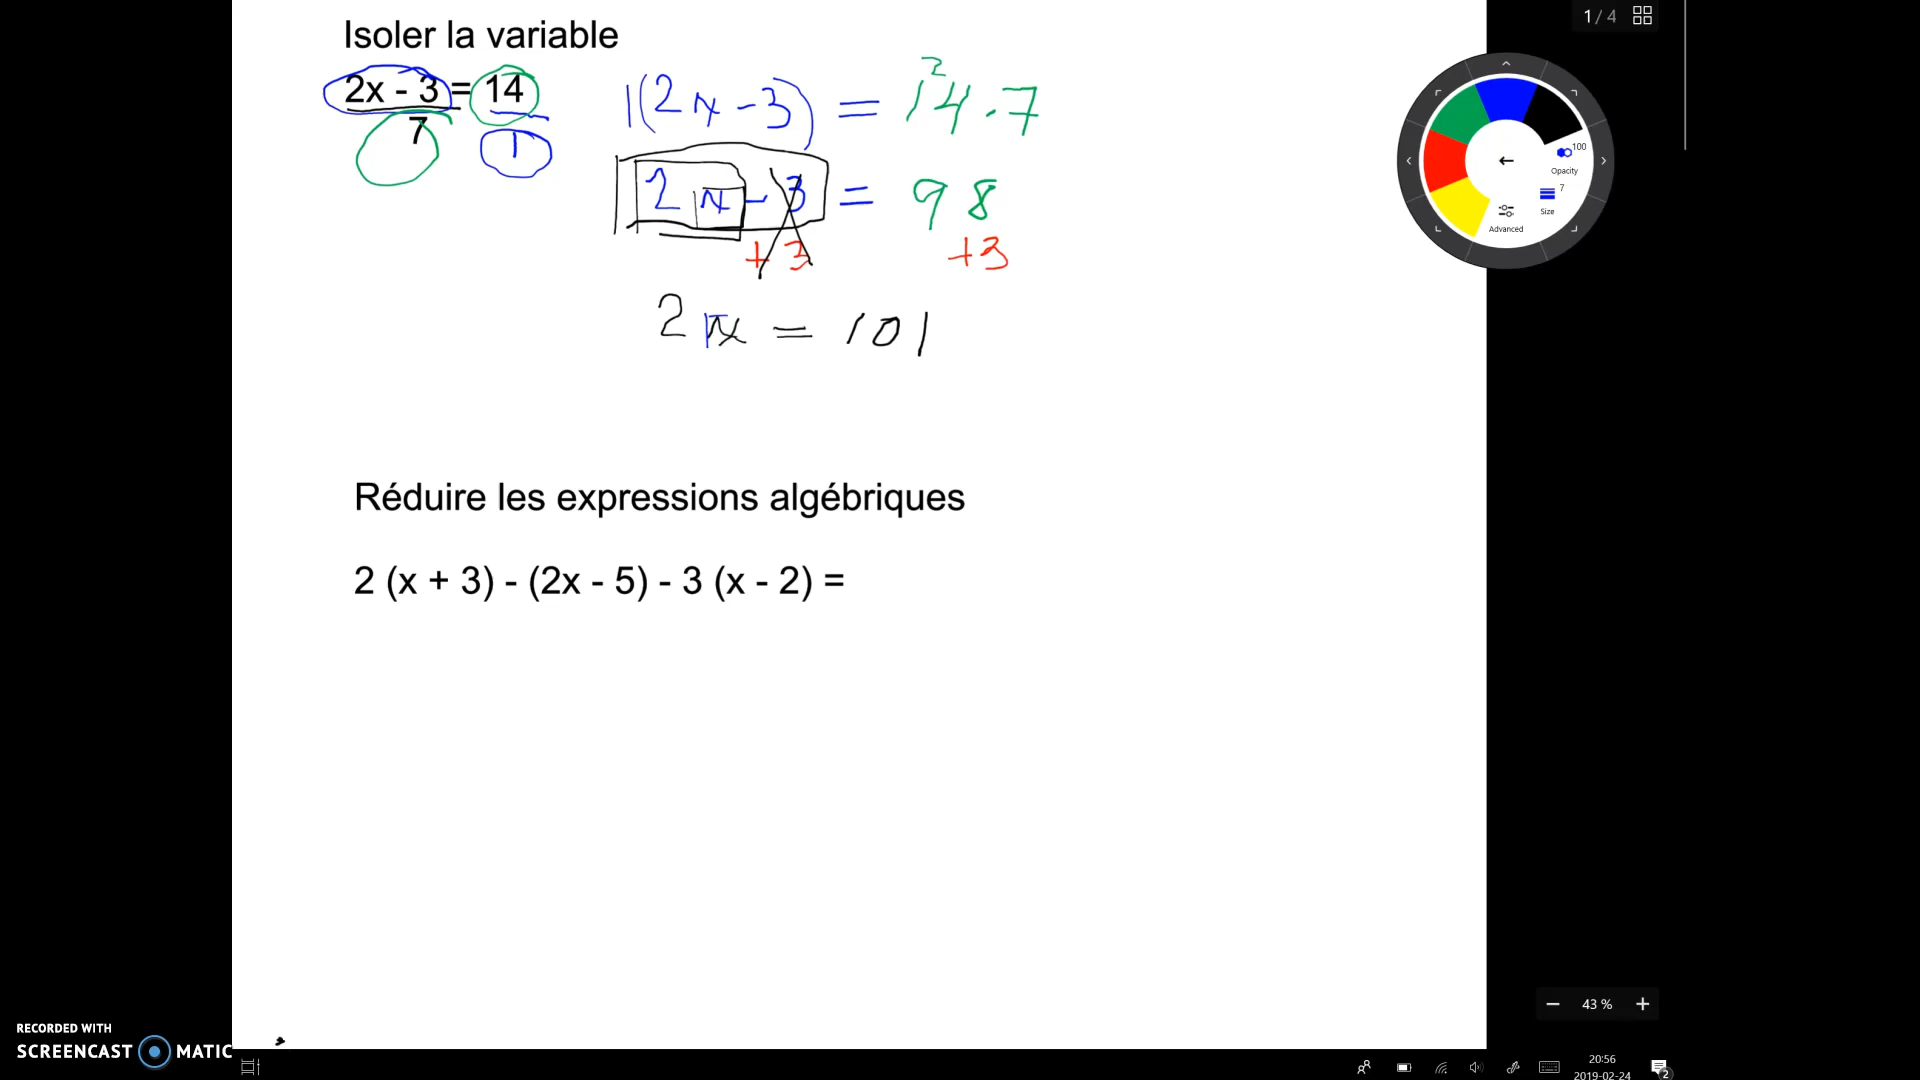 Isoler la variable
2x - 3 = 14
7 1
1(2x - 3) = 14 . 7
2
2x - 3 = 98
+ 3 +3
2x = 101
Réduire les expressions algébriques
2 (x + 3) - (2x - 5) - 3 (x - 2) =
1 / 4
100
Opacity
7
Size
Advanced
43 %
RECORDED WITH
SCREENCAST MATIC
20:56
2019-02-24
2